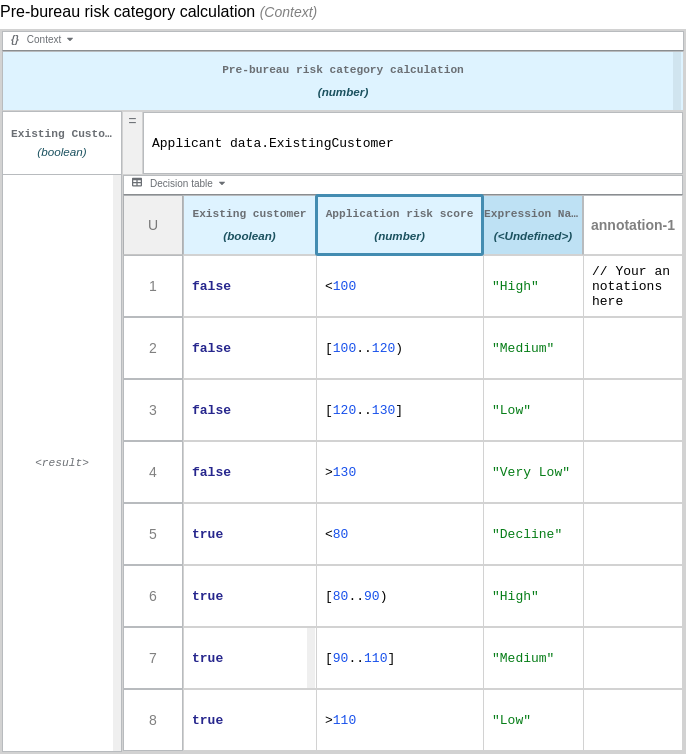 Pre-bureau risk category calculation (Context)
{} Context
Pre-bureau risk category calculation
(number)
Existing Custo…
(boolean)
=
Applicant data.ExistingCustomer
<result>
Decision table
U
Existing customer
(boolean)
Application risk score
(number)
Expression Na…
(<Undefined>)
annotation-1
1 false <100 "High" // Your an
notations
here
2 false [100..120) "Medium"
3 false [120..130] "Low"
4 false >130 "Very Low"
5 true <80 "Decline"
6 true [80..90) "High"
7 true [90..110] "Medium"
8 true >110 "Low"